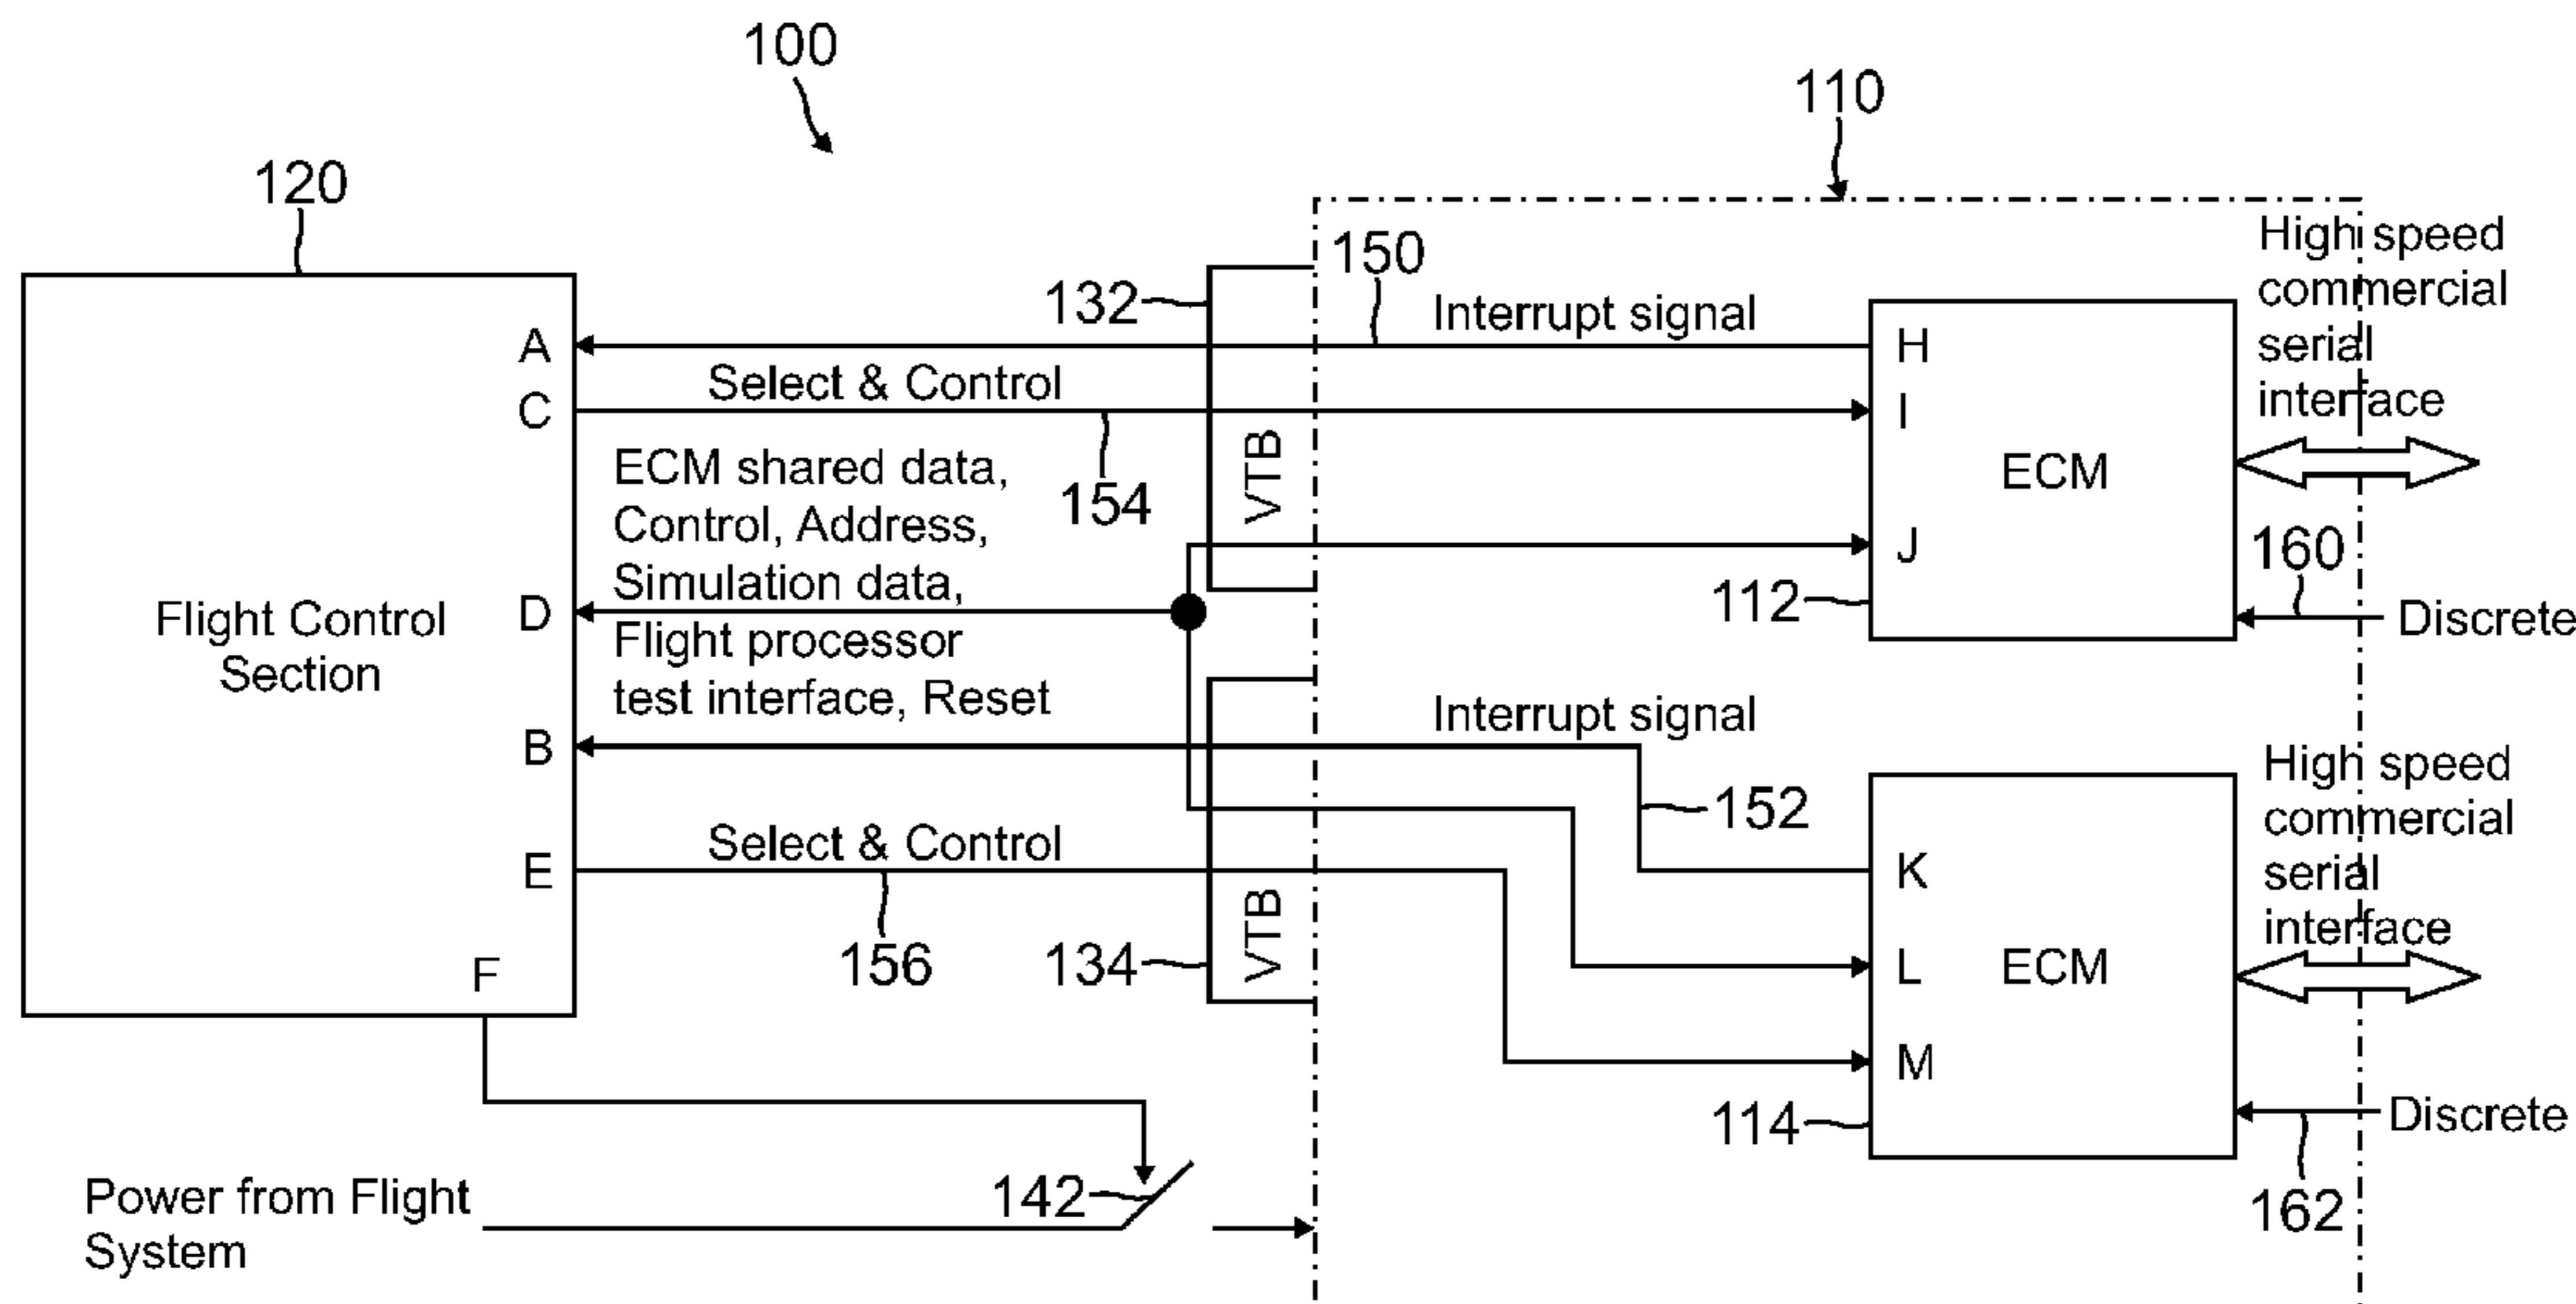 100
110
120
High speed
commercial
serial
interface
132
150
Interrupt signal
A
H
Select & Control
C
I
VTB
ECM
ECM shared data,
Control, Address,
Simulation data,
Flight processor
test interface, Reset
154
J
160
112
Discrete
D
Flight Control
Section
Interrupt signal
B
152
High speed
commercial
serial
interface
Select & Control
E
K
VTB
156
134
L
ECM
F
M
114
Discrete
142
162
Power from Flight
System